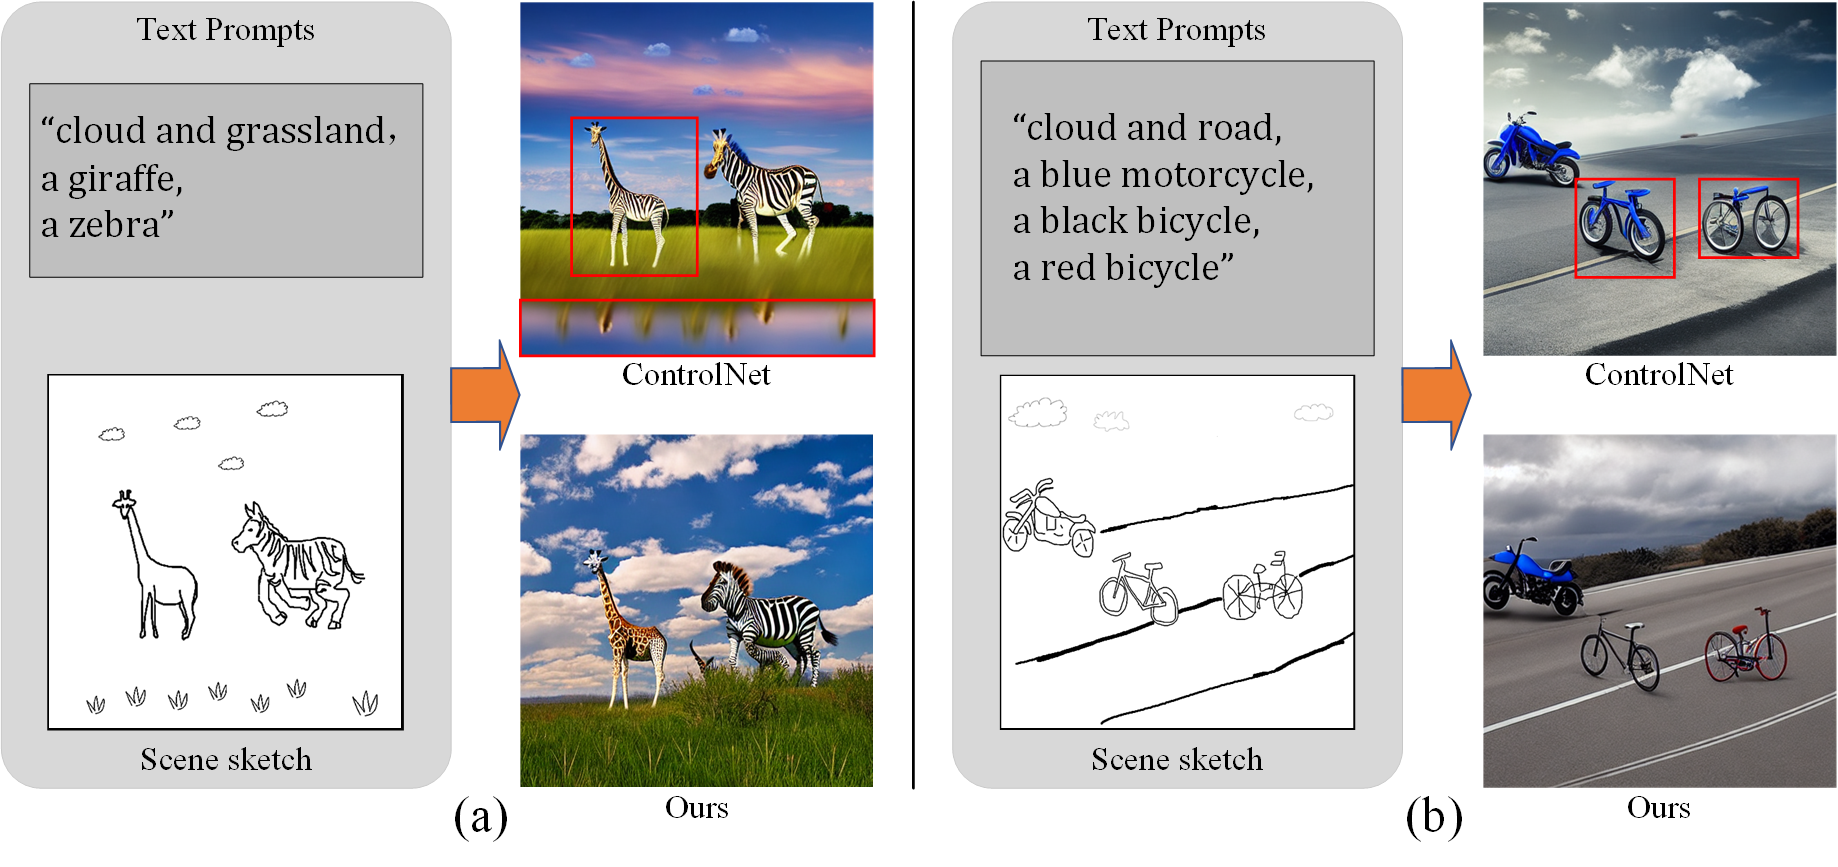 Text Prompts
“cloud and grassland,
a giraffe,
a zebra”
Scene sketch
ControlNet
Ours
(a)
Text Prompts
“cloud and road,
a blue motorcycle,
a black bicycle,
a red bicycle”
Scene sketch
ControlNet
Ours
(b)